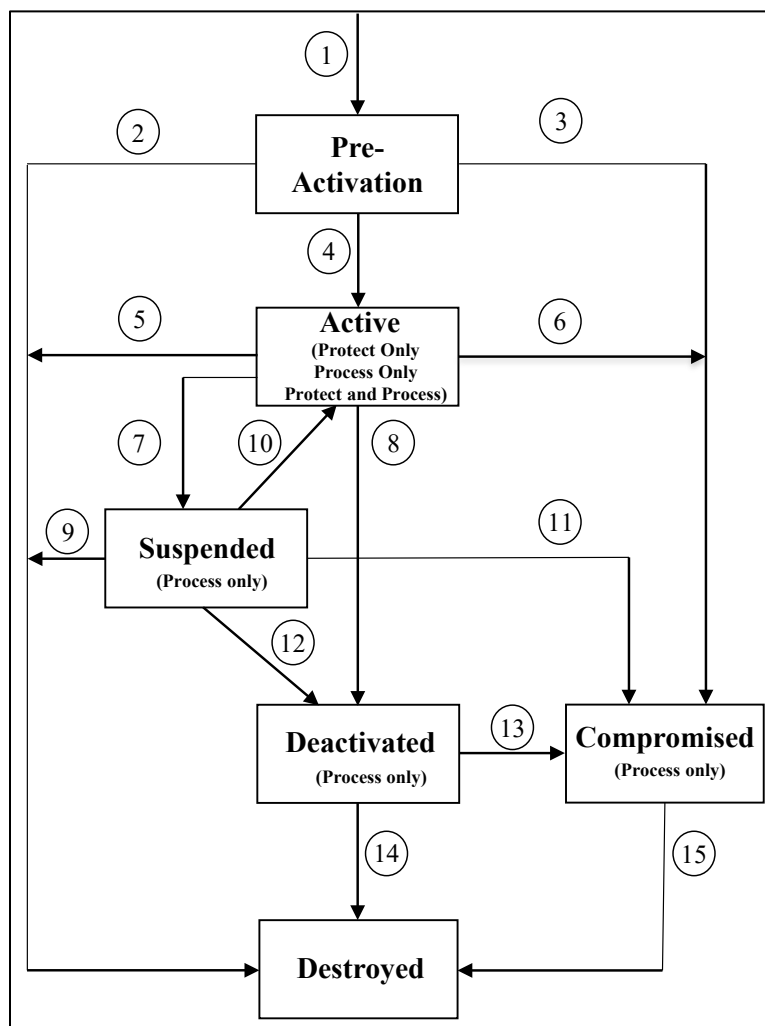 1
2
3
Pre-
Activation
4
5
Active
6
(Protect Only
Process Only
Protect and Process)
7
10
8
9
Suspended
(Process only)
11
12
Deactivated
(Process only)
13
Compromised
(Process only)
14
15
Destroyed